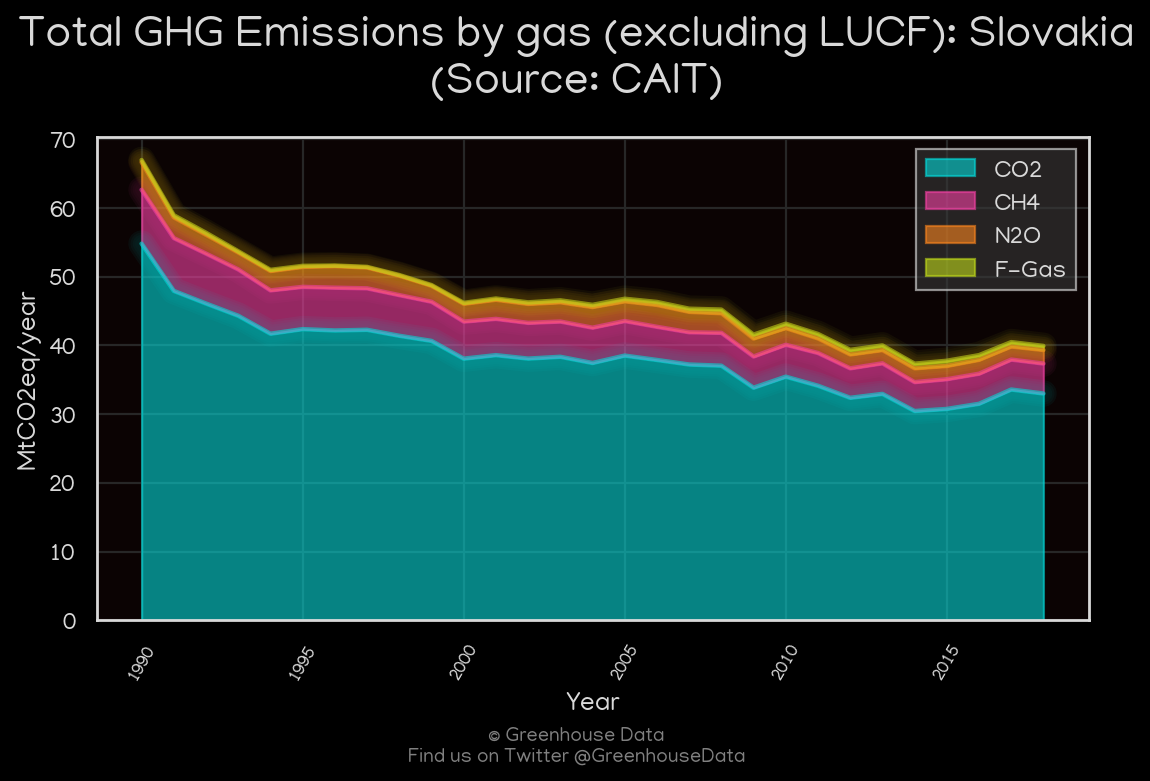 Total GHG Emissions by gas (excluding LUCF): Slovakia
(Source: CAIT)
70
60
50
40
30
20
10
0
MtCO2eq/year
CO2
CH4
N2O
F-Gas
1990
1995
2000
2005
2010
2015
Year
© Greenhouse Data
Find us on Twitter @GreenhouseData